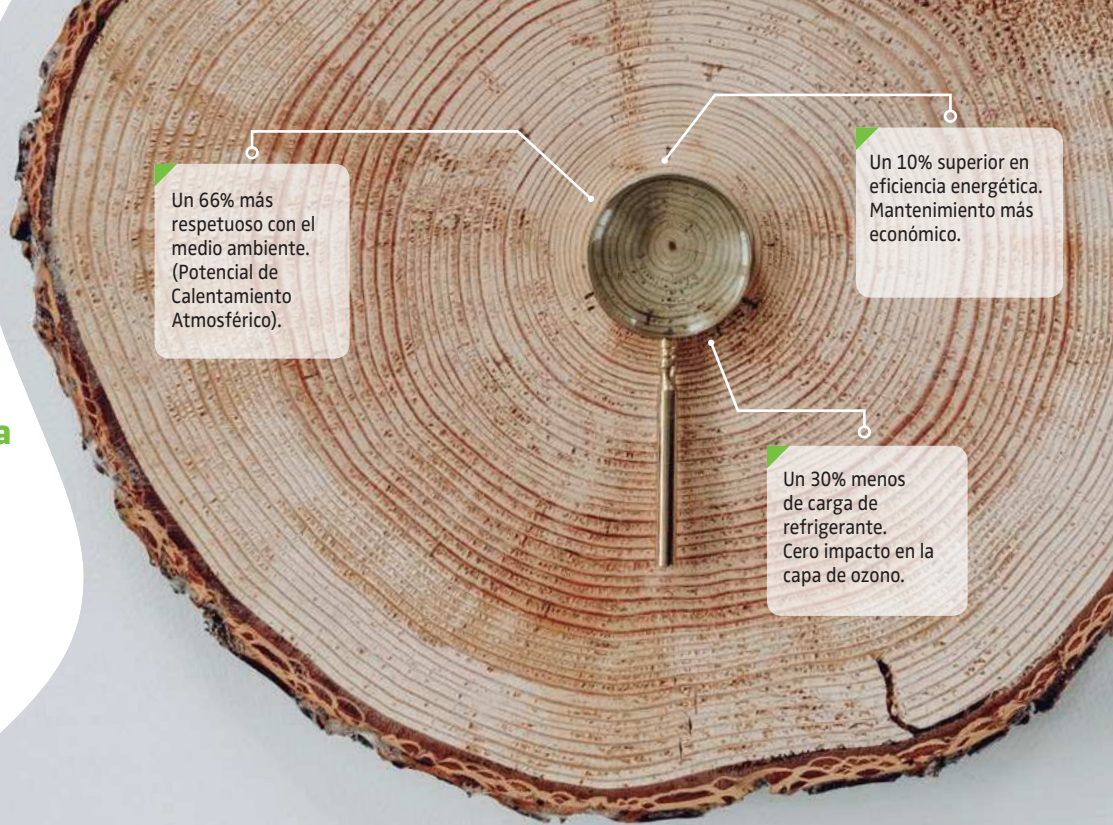 Un 66% más
respetuoso con el
medio ambiente.
(Potencial de
Calentamiento
Atmosférico).
Un 10% superior en
eficiencia energética.
Mantenimiento más
económico.
a
Un 30% menos
de carga de
refrigerante.
Cero impacto en la
capa de ozono.